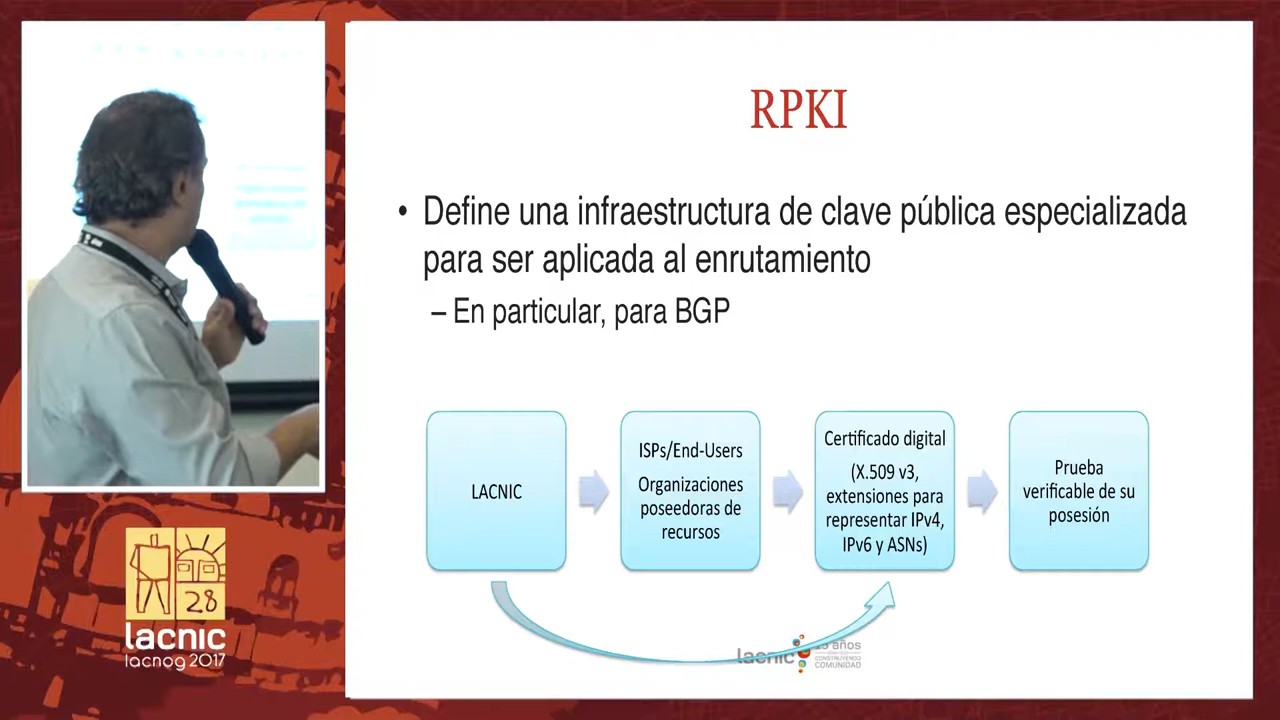 RPKI
• Define una infraestructura de clave pública especializada
para ser aplicada al enrutamiento
– En particular, para BGP
LACNIC
ISPs/End-Users
Organizaciones
poseedoras de
recursos
Certificado digital
(X.509 v3,
extensiones para
representar IPv4,
IPv6 y ASNs)
Prueba
verificable de su
posesión
28
lacnic
lacnog 2017
lacnic
años
CONSTRUYENDO
COMUNIDAD